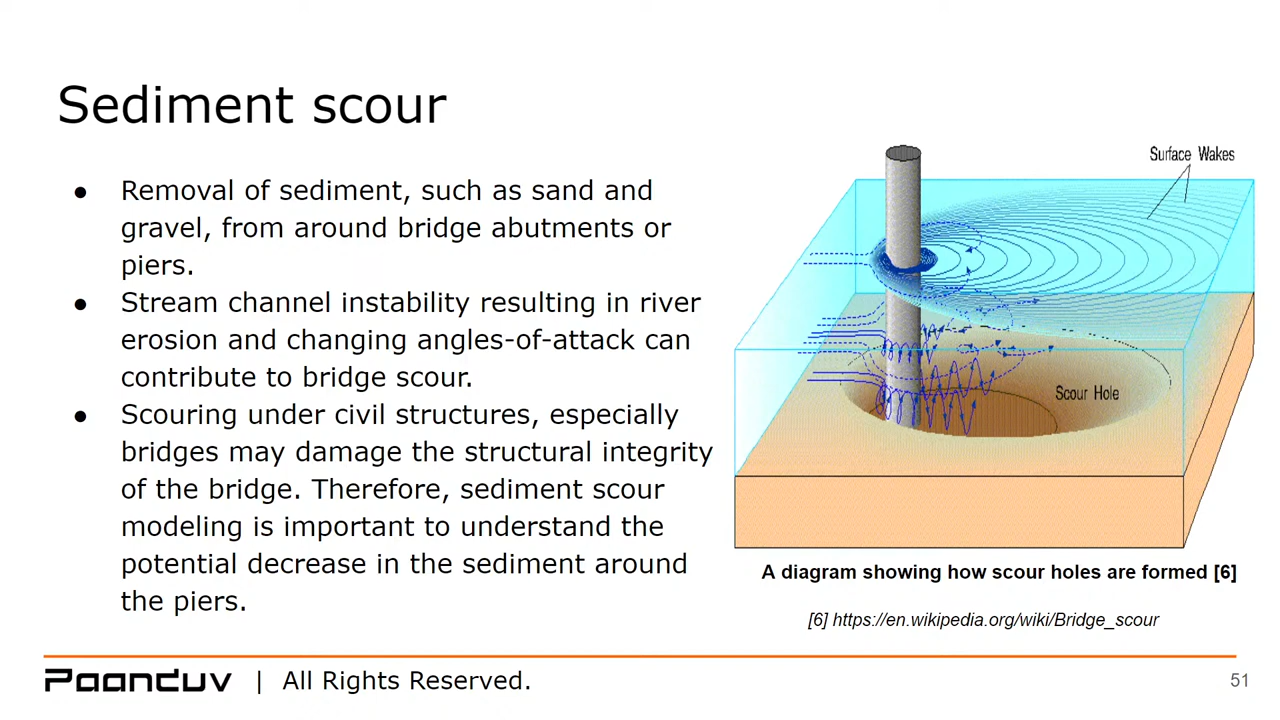 Sediment scour
● Removal of sediment, such as sand and
gravel, from around bridge abutments or
piers.
● Stream channel instability resulting in river
erosion and changing angles-of-attack can
contribute to bridge scour.
● Scouring under civil structures, especially
bridges may damage the structural integrity
of the bridge. Therefore, sediment scour
modeling is important to understand the
potential decrease in the sediment around
the piers.
Surface Wakes
Scour Hole
A diagram showing how scour holes are formed [6]
[6] https://en.wikipedia.org/wiki/Bridge_scour
Paanduv | All Rights Reserved.
51